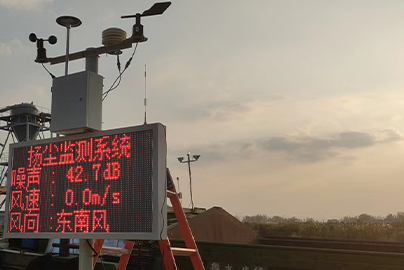 扬尘监测系统
噪声 : 42.7dB
风速 : 0.0m/s
风向 : 东南风